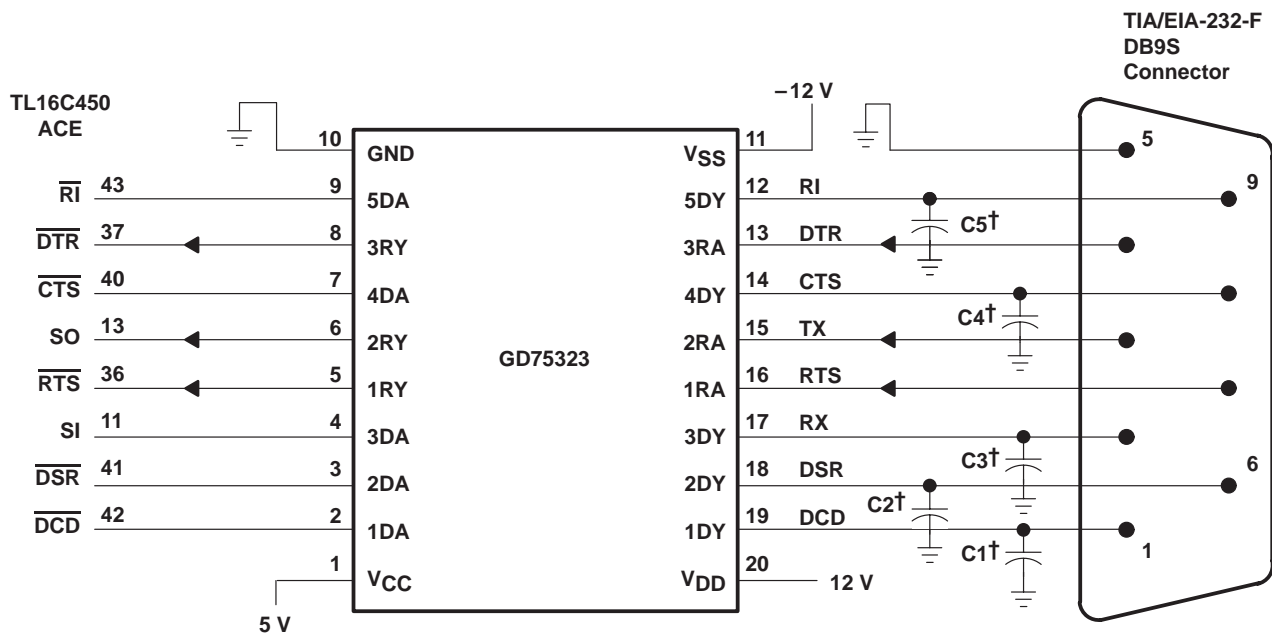 TIA/EIA-232-F
DB9S
Connector
TL16C450
ACE
–12 V
10
GND
VSS
11
5
RI
43
9
5DA
5DY
12
RI
C5†
9
DTR
37
8
3RY
3RA
13
DTR
CTS
40
7
4DA
4DY
14
CTS
C4†
SO
13
6
2RY
2RA
15
TX
GD75323
RTS
36
5
1RY
1RA
16
RTS
SI
11
4
3DA
3DY
17
RX
C3†
6
DSR
41
3
2DA
2DY
18
DSR
C2†
DCD
42
2
1DA
1DY
19
DCD
C1†
1
1
VCC
VDD
20
12 V
5 V